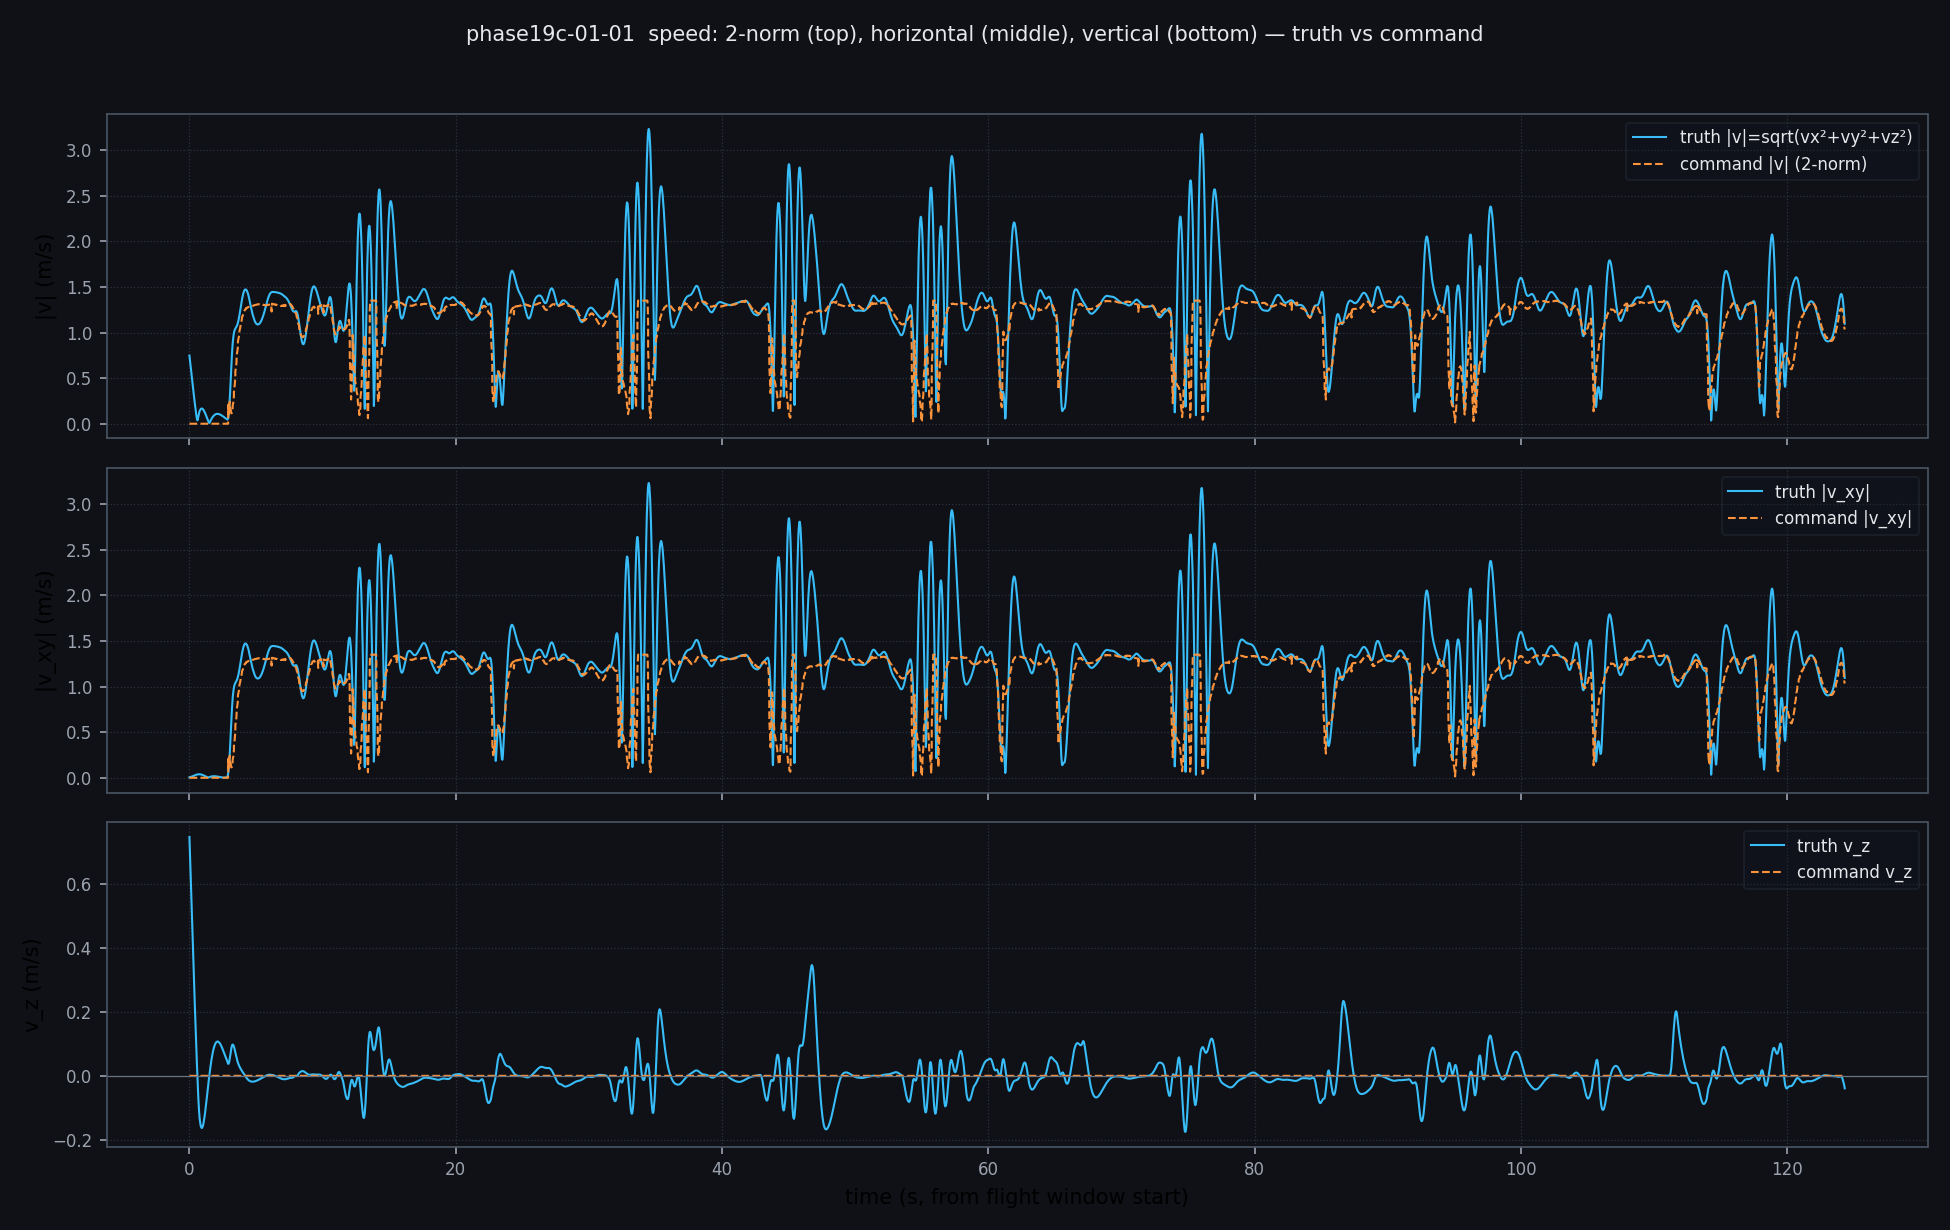 phase19c-01-01  speed: 2-norm (top), horizontal (middle), vertical (bottom) — truth vs command
|v| (m/s)
3.0
2.5
2.0
1.5
1.0
0.5
0.0
truth |v|=sqrt(vx²+vy²+vz²)
command |v| (2-norm)
|v_xy| (m/s)
3.0
2.5
2.0
1.5
1.0
0.5
0.0
truth |v_xy|
command |v_xy|
v_z (m/s)
0.6
0.4
0.2
0.0
−0.2
truth v_z
command v_z
0 20 40 60 80 100 120
time (s, from flight window start)